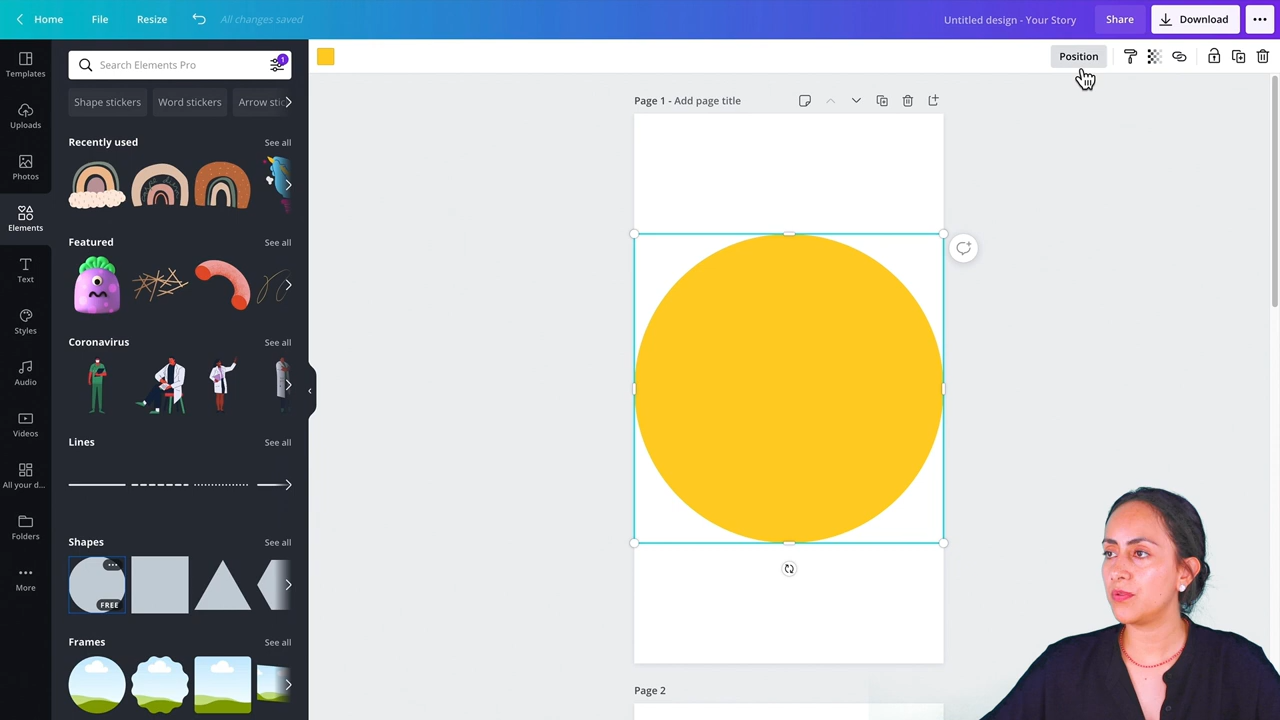 Home File Resize All changes saved Untitled design - Your Story Share Download
Templates
Uploads
Photos
Elements
Text
Styles
Audio
Videos
All your d...
Folders
More
Search Elements Pro 1
Shape stickers Word stickers Arrow stic
Recently used See all
Featured See all
Coronavirus See all
Lines See all
Shapes See all
FREE
Frames See all
Position
Page 1 - Add page title
Page 2